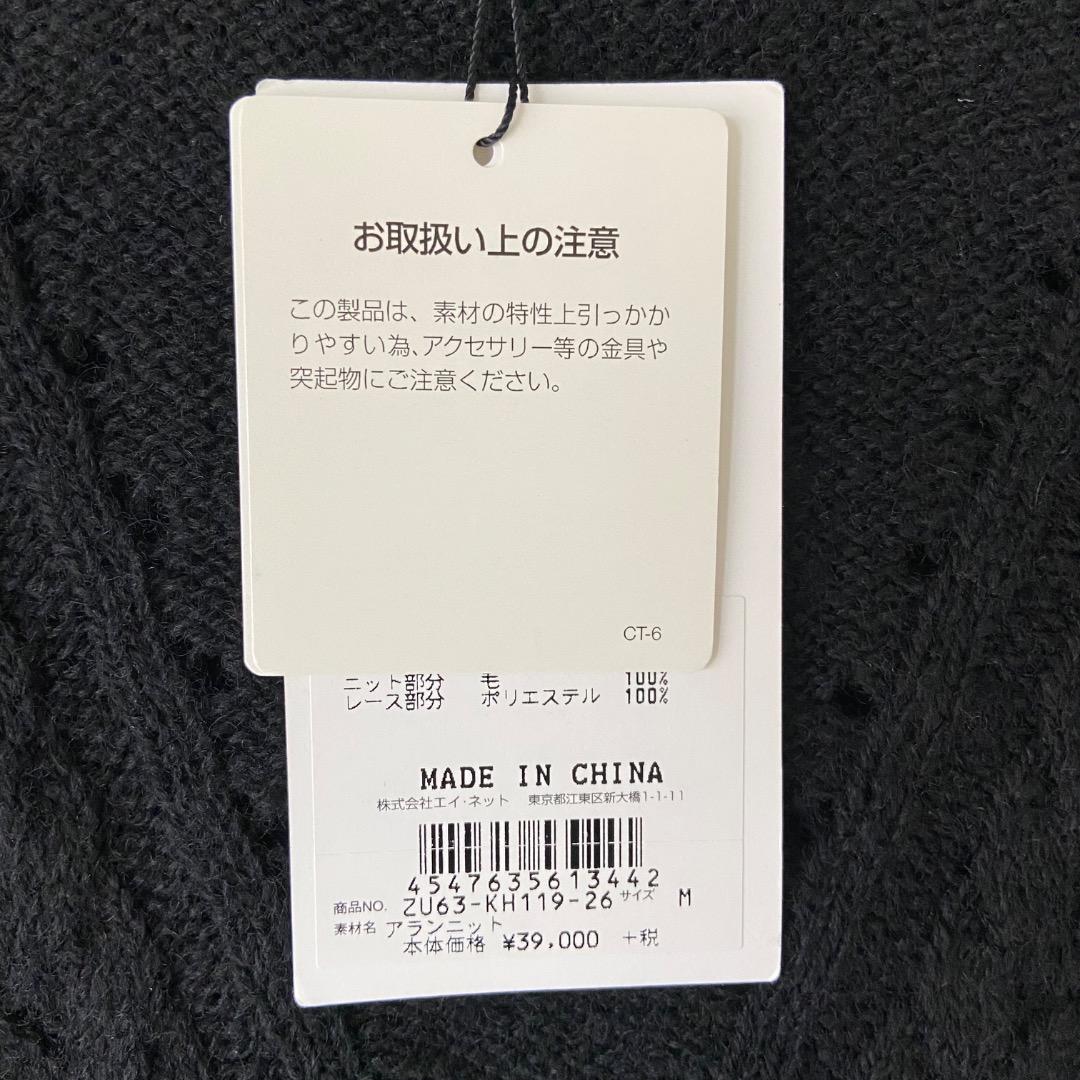 お取扱い上の注意
この製品は、素材の特性上引っかか
りやすい為、アクセサリー等の金具や
突起物にご注意ください。
CT-6
ニット部分 毛 100%
レース部分 ポリエステル 100%
MADE IN CHINA
株式会社エイ・ネット 東京都江東区新大橋1-1-11
4547635613442
商品NO. ZU63-KH119-26 サイズ M
素材名 アランニット
本体価格 ¥39,000 +税